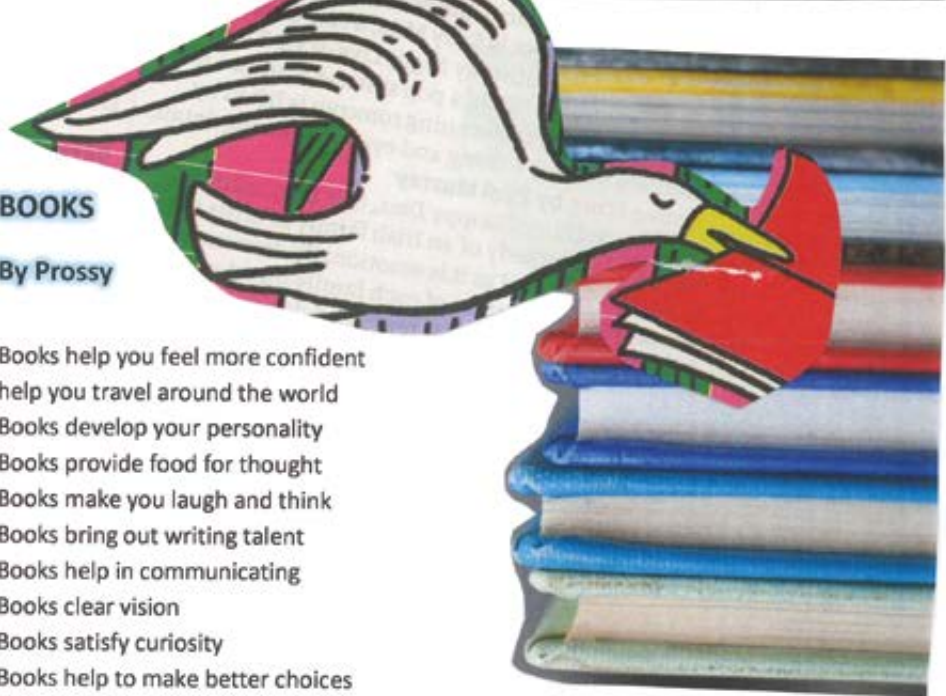 BOOKS
By Prossy
Books help you feel more confident
help you travel around the world
Books develop your personality
Books provide food for thought
Books make you laugh and think
Books bring out writing talent
Books help in communicating
Books clear vision
Books satisfy curiosity
Books help to make better choices